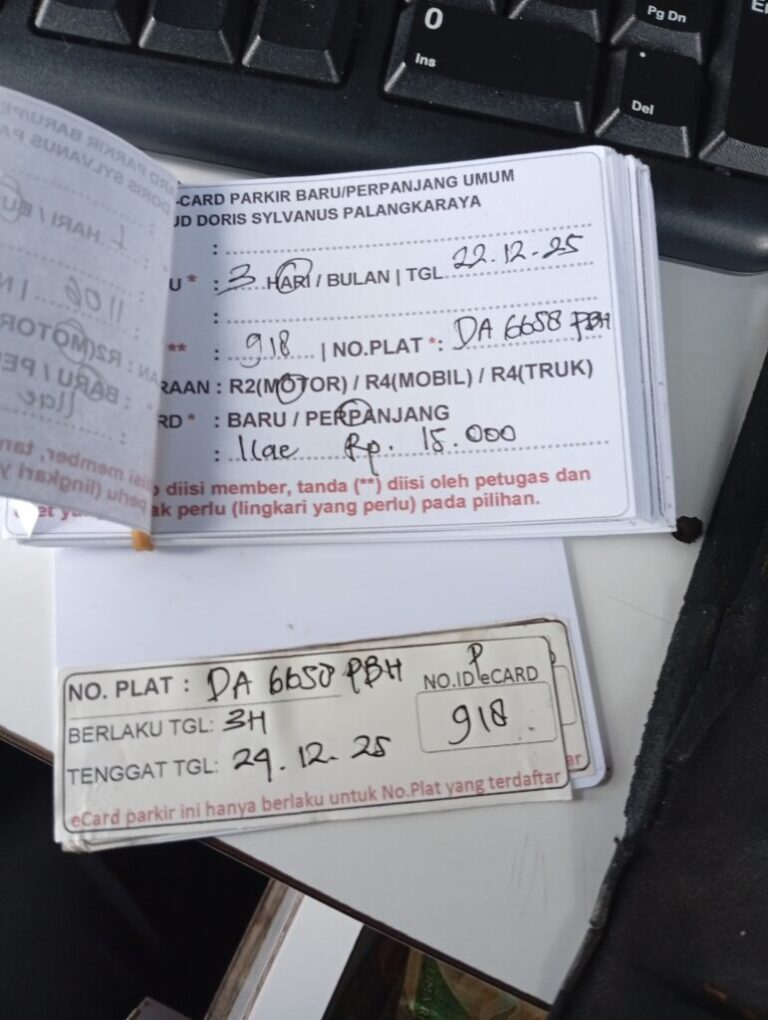 0
Ins
Pg Dn
Del
-CARD PARKIR BARU/PERPANJANG UMUM
UD DORIS SYLVANUS PALANGKARAYA
:
U * : 3 HARI / BULAN | TGL 22.12.25
:
** : 918 | NO.PLAT *: DA 6658 PBH
RAAN : R2(MOTOR) / R4(MOBIL) / R4(TRUK)
RD * : BARU / PERPANJANG
: Ilae Rp. 15.000
diisi member, tanda (**) diisi oleh petugas dan
ak perlu (lingkari yang perlu) pada pilihan.
NO. PLAT : DA 6658 PBH
P
NO.ID eCARD
918
BERLAKU TGL: 3H
TENGGAT TGL: 24.12.25
eCard parkir ini hanya berlaku untuk No.Plat yang terdaftar
ar